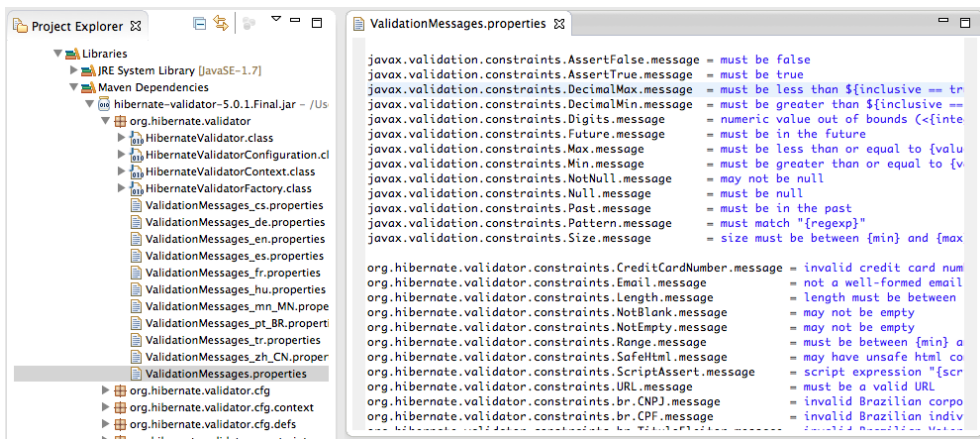 Project Explorer
Libraries
JRE System Library [JavaSE-1.7]
Maven Dependencies
hibernate-validator-5.0.1.Final.jar - /Us
org.hibernate.validator
HibernateValidator.class
HibernateValidatorConfiguration.cl
HibernateValidatorContext.class
HibernateValidatorFactory.class
ValidationMessages_cs.properties
ValidationMessages_de.properties
ValidationMessages_en.properties
ValidationMessages_es.properties
ValidationMessages_fr.properties
ValidationMessages_hu.properties
ValidationMessages_mn_MN.prope
ValidationMessages_pt_BR.properti
ValidationMessages_tr.properties
ValidationMessages_zh_CN.proper
ValidationMessages.properties
org.hibernate.validator.cfg
org.hibernate.validator.cfg.context
org.hibernate.validator.cfg.defs
ValidationMessages.properties
javax.validation.constraints.AssertFalse.message = must be false
javax.validation.constraints.AssertTrue.message = must be true
javax.validation.constraints.DecimalMax.message = must be less than ${inclusive == tr
javax.validation.constraints.DecimalMin.message = must be greater than ${inclusive ==
javax.validation.constraints.Digits.message = numeric value out of bounds (<{inte
javax.validation.constraints.Future.message = must be in the future
javax.validation.constraints.Max.message = must be less than or equal to {valu
javax.validation.constraints.Min.message = must be greater than or equal to {v
javax.validation.constraints.NotNull.message = may not be null
javax.validation.constraints.Null.message = must be null
javax.validation.constraints.Past.message = must be in the past
javax.validation.constraints.Pattern.message = must match "{regexp}"
javax.validation.constraints.Size.message = size must be between {min} and {max
org.hibernate.validator.constraints.CreditCardNumber.message = invalid credit card num
org.hibernate.validator.constraints.Email.message = not a well-formed email
org.hibernate.validator.constraints.Length.message = length must be between
org.hibernate.validator.constraints.NotBlank.message = may not be empty
org.hibernate.validator.constraints.NotEmpty.message = may not be empty
org.hibernate.validator.constraints.Range.message = must be between {min} a
org.hibernate.validator.constraints.SafeHtml.message = may have unsafe html co
org.hibernate.validator.constraints.ScriptAssert.message = script expression "{scr
org.hibernate.validator.constraints.URL.message = must be a valid URL
org.hibernate.validator.constraints.br.CNPJ.message = invalid Brazilian corpo
org.hibernate.validator.constraints.br.CPF.message = invalid Brazilian indiv